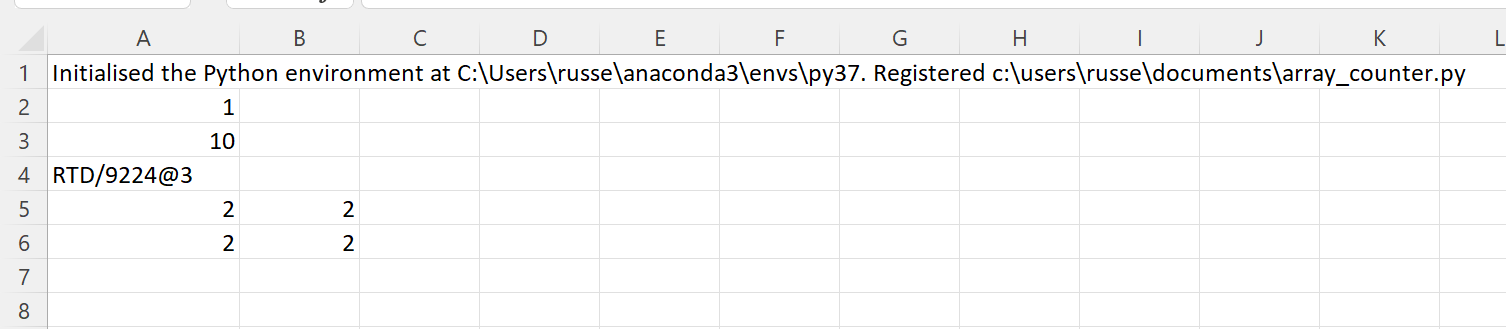 A B C D E F G H I J K L
1 Initialised the Python environment at C:\Users\russe\anaconda3\envs\py37. Registered c:\users\russe\documents\array_counter.py
2 1
3 10
4 RTD/9224@3
5 2 2
6 2 2
7
8